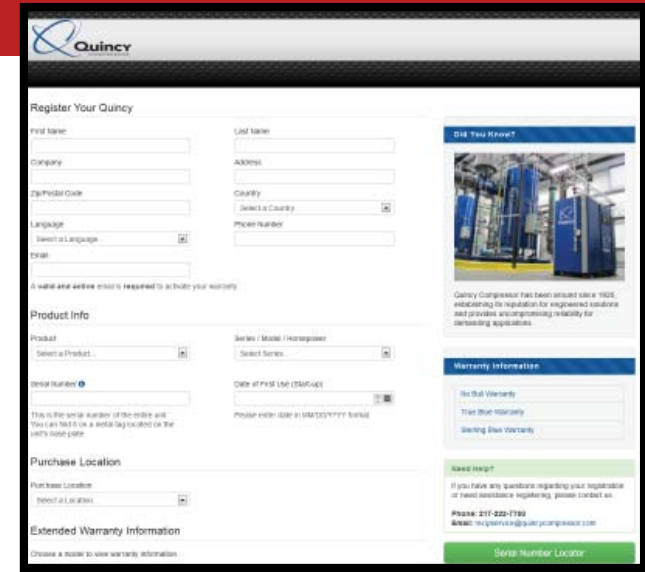 Quincy
Register Your Quincy
First Name
Last Name
Company
Address
Zip/Postal Code
Country
Select a Country
Language
Phone Number
Select a Language
Email
A valid and active email is required to activate your warranty.
Product Info
Product
Series / Model / Horsepower
Select a Product...
Select Series...
Serial Number
Date of First Use (Start-up)
This is the serial number of the entire unit.
You can find it on a metal tag located on the
unit's base plate.
Please enter date in MM/DD/YYYY format.
Purchase Location
Purchase Location
Select a Location...
Extended Warranty Information
Choose a model to view warranty information
Did You Know?
Quincy Compressor has been around since 1920,
establishing its reputation for engineered solutions
and provides uncompromising reliability for
demanding applications.
Warranty Information
No Bull Warranty
True Blue Warranty
Sterling Blue Warranty
Need Help?
If you have any questions regarding your registration
or need assistance registering, please contact us.
Phone: 217-222-7700
Email: recipservice@quincycompressor.com
Serial Number Locator